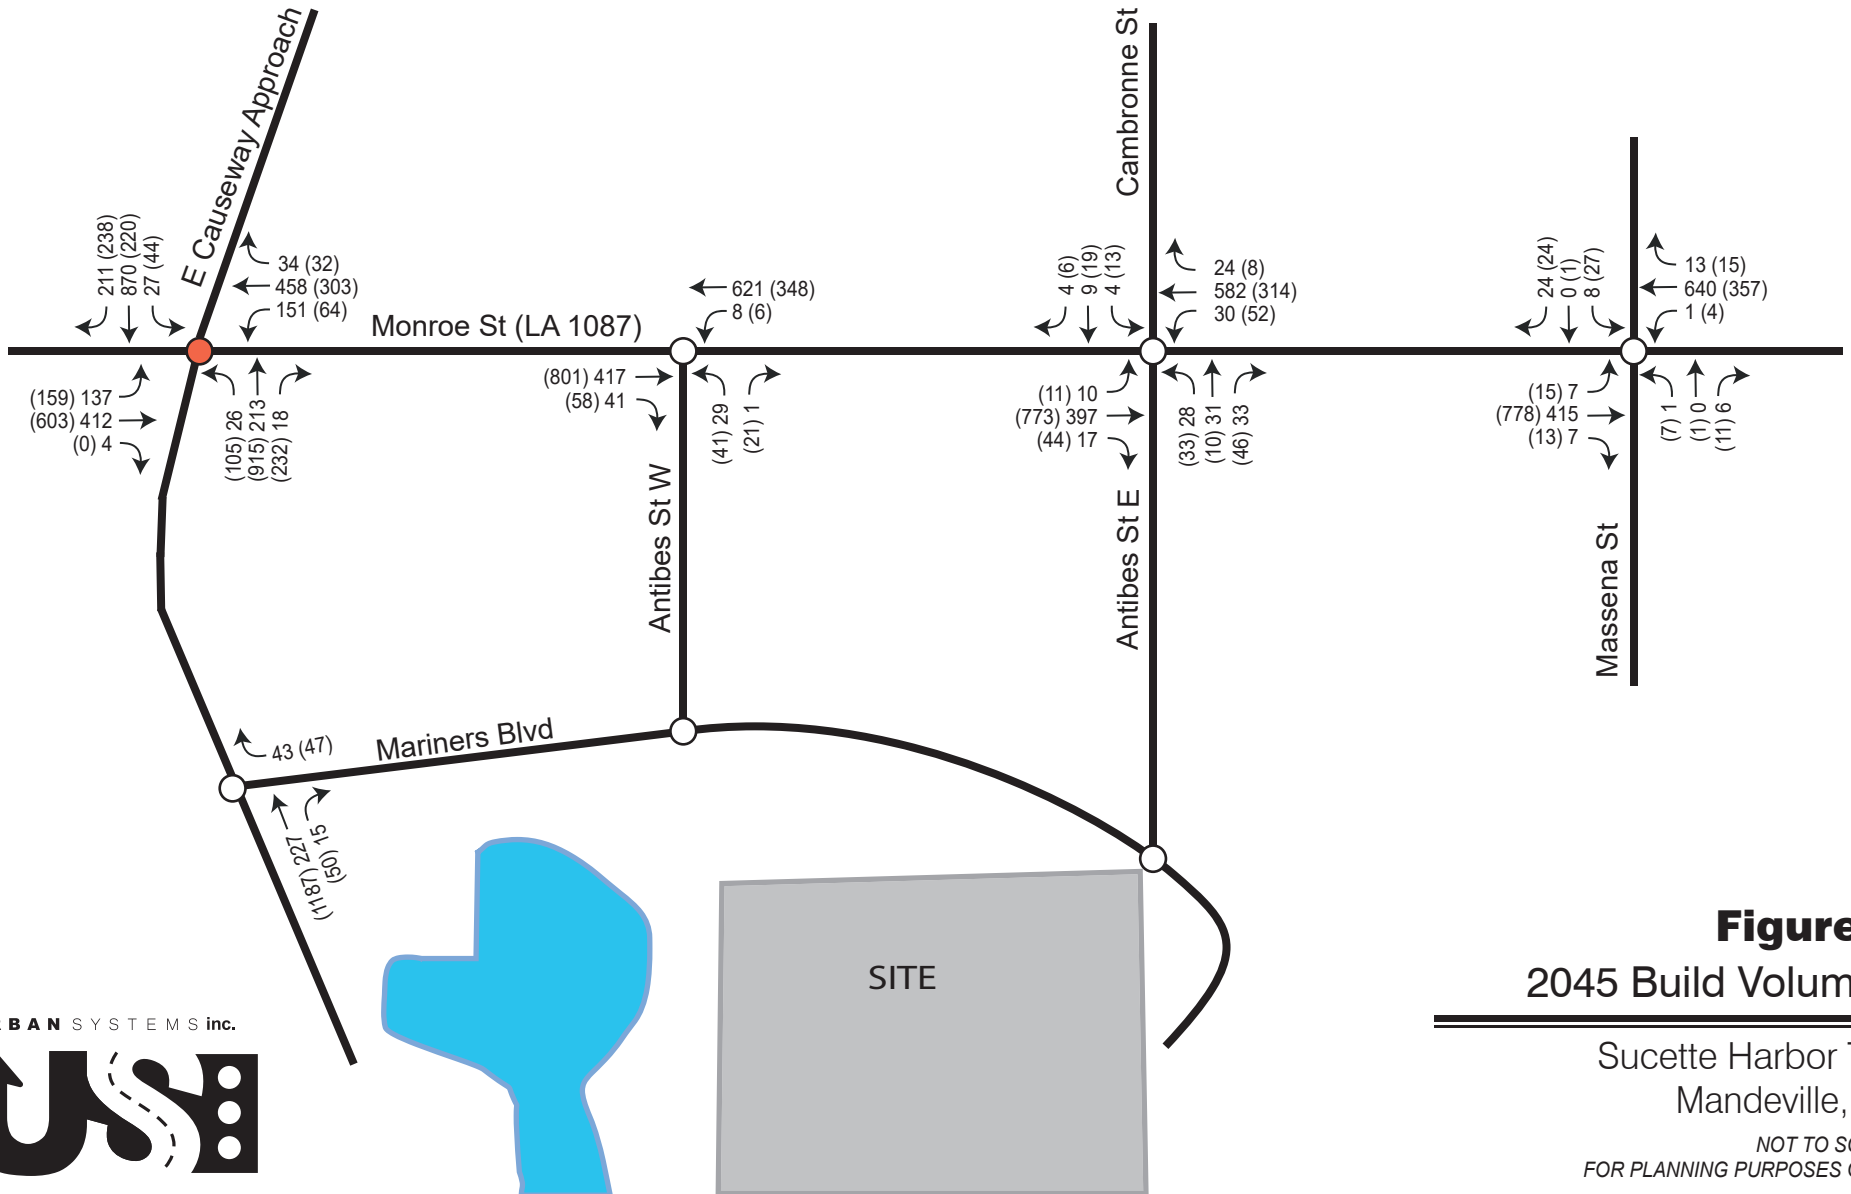 E Causeway Approach
Cambronne St
211 (238)
870 (220)
27 (44)
34 (32)
458 (303)
151 (64)
Monroe St (LA 1087)
621 (348)
8 (6)
4 (6)
9 (19)
4 (13)
24 (8)
582 (314)
30 (52)
24 (24)
0 (1)
8 (27)
13 (15)
640 (357)
1 (4)
(159) 137
(603) 412
(0) 4
(105) 26
(915) 213
(232) 18
(801) 417
(58) 41
(41) 29
(21) 1
(11) 10
(773) 397
(44) 17
(33) 28
(10) 31
(46) 33
(15) 7
(778) 415
(13) 7
(7) 1
(1) 0
(11) 6
Antibes St W
Antibes St E
Massena St
43 (47)
Mariners Blvd
(1187) 227
(50) 15
SITE
Figure
2045 Build Volum
Sucette Harbor T
Mandeville,
NOT TO SC
FOR PLANNING PURPOSES O
RBAN SYSTEMS inc.
USI